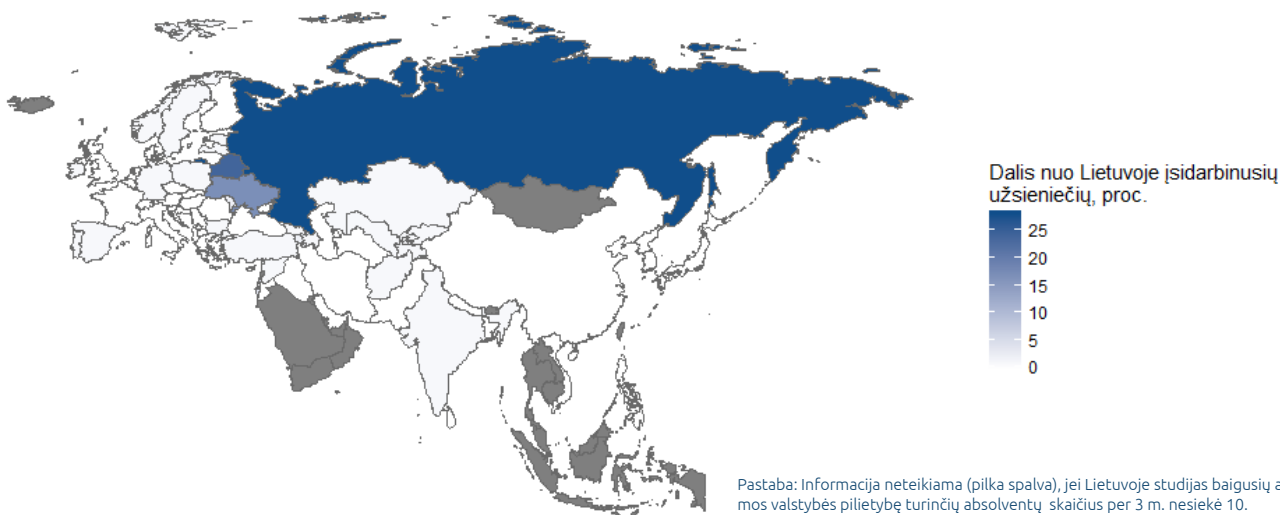 Dalis nuo Lietuvoje įsidarbinusių
užsieniečių, proc.
25
20
15
10
5
0
Pastaba: Informacija neteikiama (pilka spalva), jei Lietuvoje studijas baigusių a
mos valstybės pilietybę turinčių absolventų skaičius per 3 m. nesiekė 10.